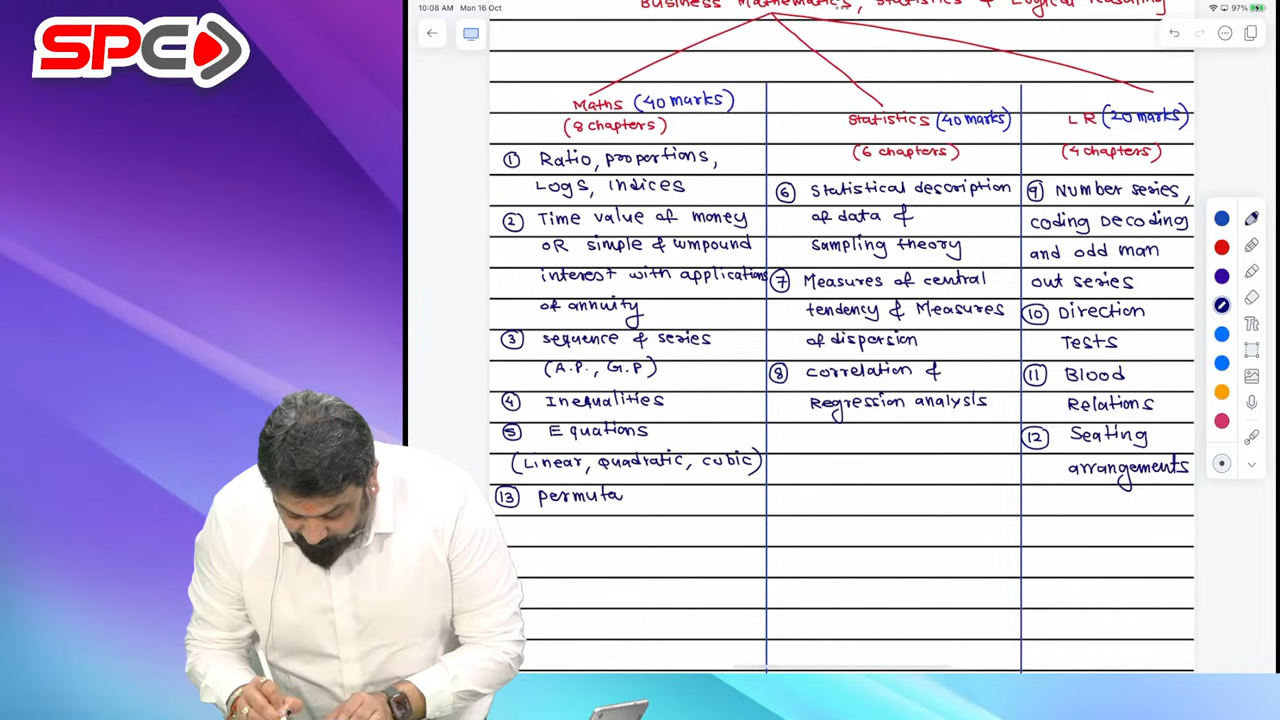 SPC
10:08 AM Mon 16 Oct
97%
Business Mathematics, Statistics & Logical Reasoning
Maths (40 marks)
(8 chapters)
① Ratio, proportions,
Logs, indices
② Time value of money
OR simple & compound
interest with applications
of annuity
③ sequence & series
(A.P., G.P)
④ Inequalities
⑤ Equations
(Linear, quadratic, cubic)
⑬ permuta
Statistics (40 marks)
(6 chapters)
⑥ Statistical description
of data &
sampling theory
⑦ Measures of central
tendency & Measures
of dispersion
⑧ correlation &
Regression analysis
LR (20 marks)
(4 chapters)
⑨ Number series,
coding Decoding
and odd man
out series
⑩ Direction
Tests
⑪ Blood
Relations
⑫ Seating
arrangements
Tt